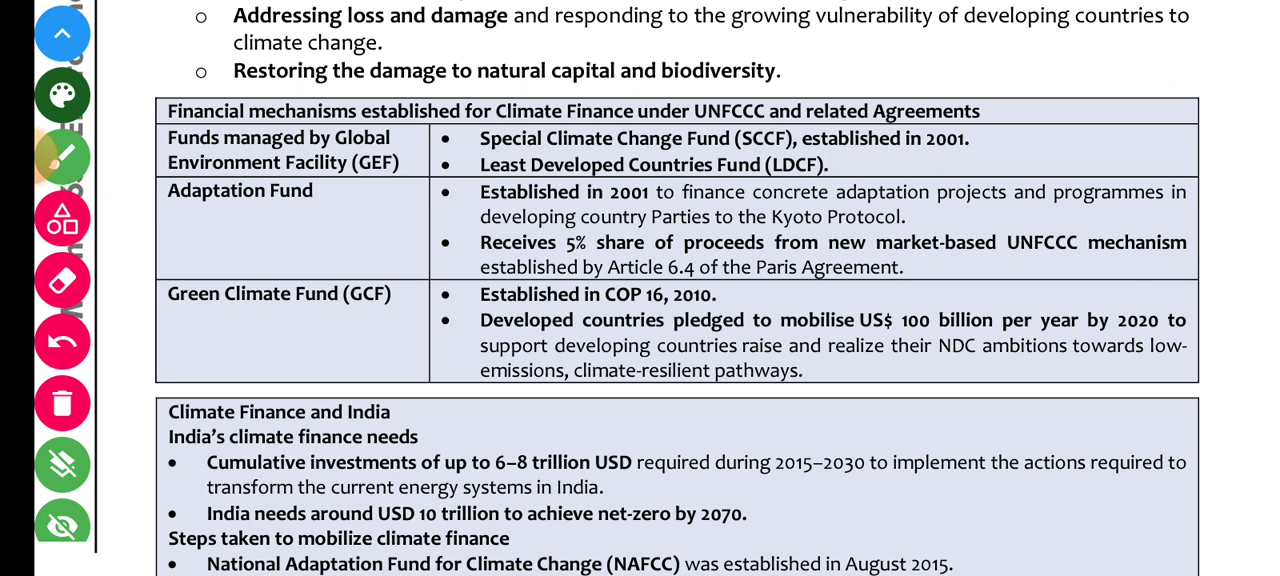 Addressing loss and damage and responding to the growing vulnerability of developing countries to
climate change.
Restoring the damage to natural capital and biodiversity.
Financial mechanisms established for Climate Finance under UNFCCC and related Agreements
Funds managed by Global
Environment Facility (GEF)
• Special Climate Change Fund (SCCF), established in 2001.
• Least Developed Countries Fund (LDCF).
Adaptation Fund
• Established in 2001 to finance concrete adaptation projects and programmes in
developing country Parties to the Kyoto Protocol.
• Receives 5% share of proceeds from new market-based UNFCCC mechanism
established by Article 6.4 of the Paris Agreement.
Green Climate Fund (GCF)
• Established in COP 16, 2010.
• Developed countries pledged to mobilise US$ 100 billion per year by 2020 to
support developing countries raise and realize their NDC ambitions towards low-
emissions, climate-resilient pathways.
Climate Finance and India
India’s climate finance needs
• Cumulative investments of up to 6–8 trillion USD required during 2015–2030 to implement the actions required to
transform the current energy systems in India.
• India needs around USD 10 trillion to achieve net-zero by 2070.
Steps taken to mobilize climate finance
• National Adaptation Fund for Climate Change (NAFCC) was established in August 2015.